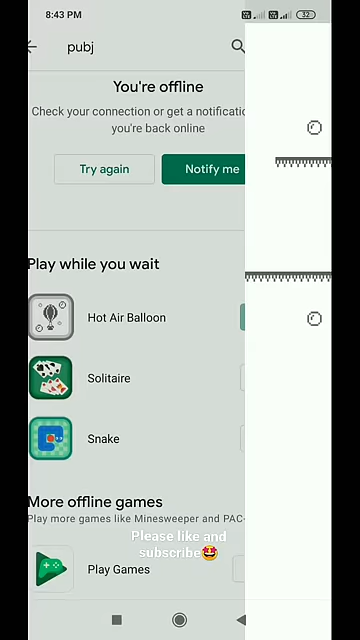 8:43 PM
32
pubj
You're offline
Check your connection or get a notificatio
you're back online
Try again
Notify me
Play while you wait
Hot Air Balloon
Solitaire
Snake
More offline games
Play more games like Minesweeper and PAC-
Please like and
subscribe🤩
Play Games